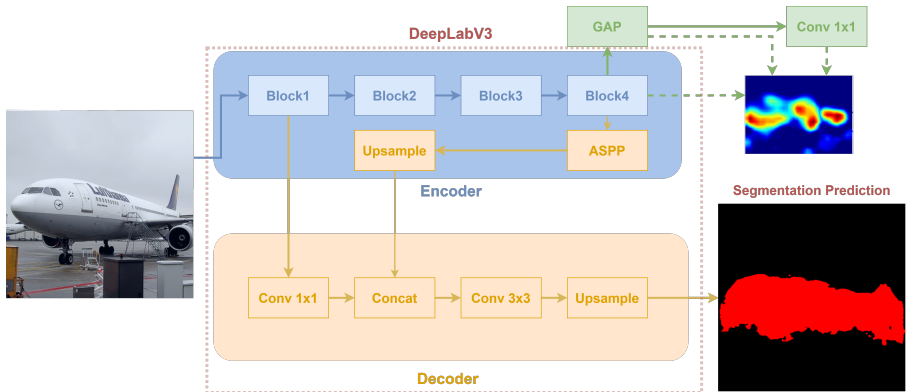 DeepLabV3
GAP
Conv 1x1
Block1
Block2
Block3
Block4
Upsample
ASPP
Encoder
Lufthansa
Segmentation Prediction
Conv 1x1
Concat
Conv 3x3
Upsample
Decoder